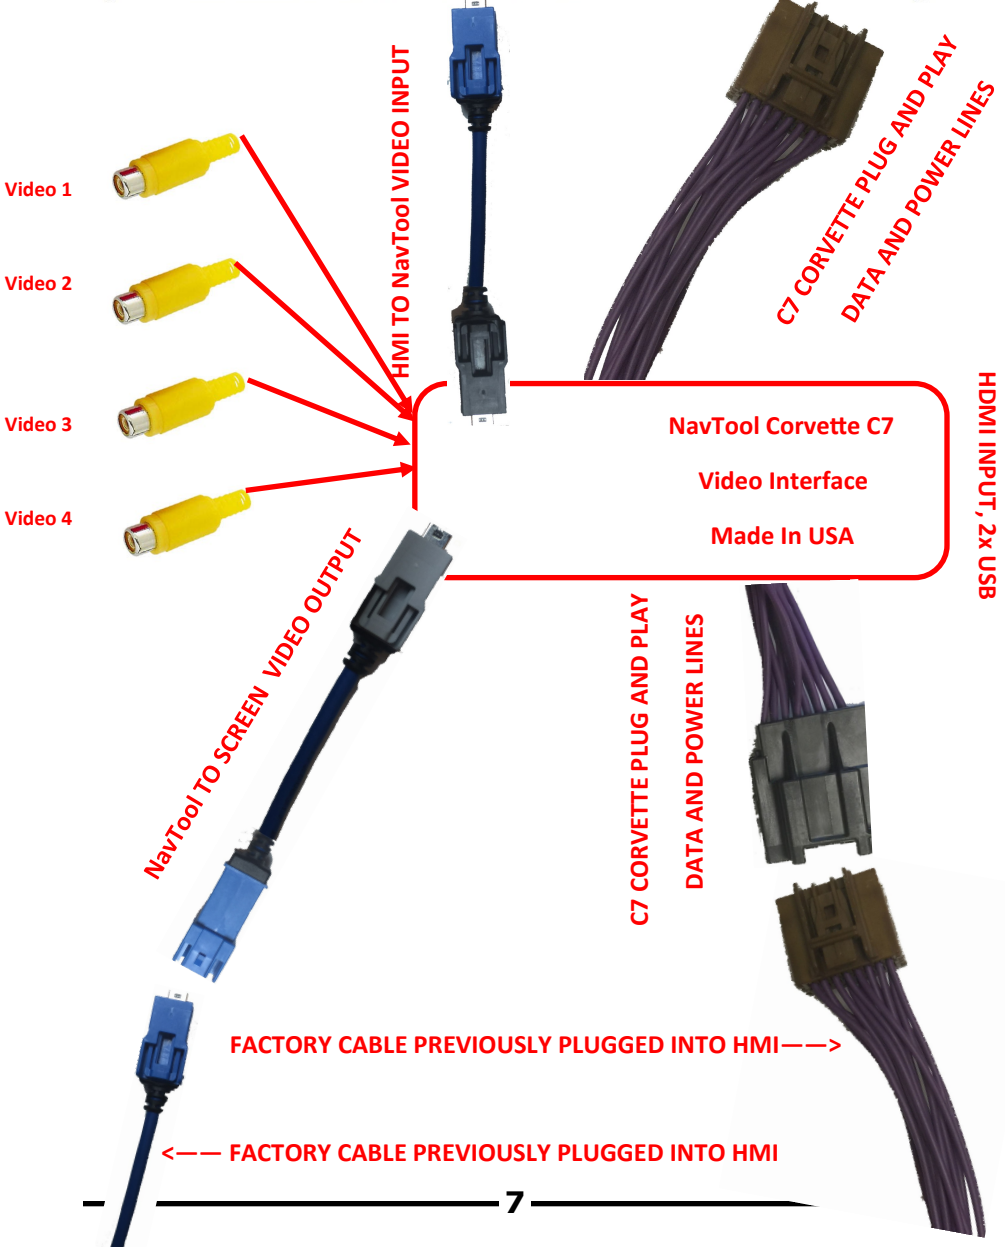 HMI TO NavTool VIDEO INPUT
C7 CORVETTE PLUG AND PLAY
DATA AND POWER LINES
Video 1
Video 2
Video 3
Video 4
NavTool Corvette C7
Video Interface
Made In USA
HDMI INPUT, 2x USB
NavTool TO SCREEN VIDEO OUTPUT
C7 CORVETTE PLUG AND PLAY
DATA AND POWER LINES
FACTORY CABLE PREVIOUSLY PLUGGED INTO HMI——>
<—— FACTORY CABLE PREVIOUSLY PLUGGED INTO HMI
7